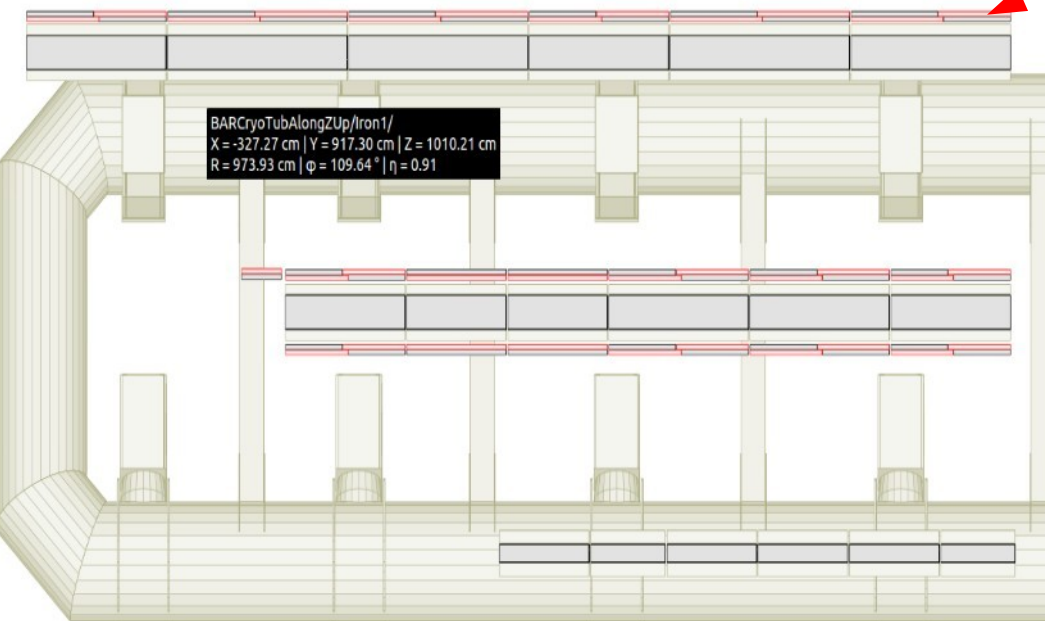 BARCryoTubAlongZUp/Iron1/
X = -327.27 cm | Y = 917.30 cm | Z = 1010.21 cm
R = 973.93 cm | φ = 109.64 ° | η = 0.91